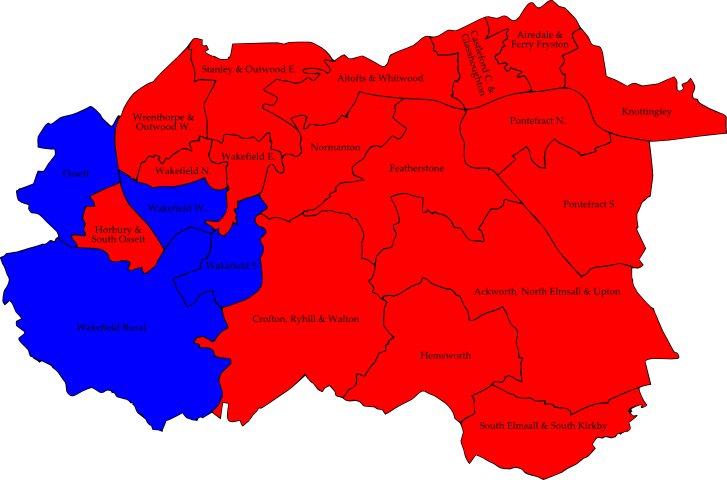 Airedale &
Ferry Fryston
Castleford C. &
Glasshoughton
Stanley & Outwood E.
Altofts & Whitwood
Knottingley
Wrenthorpe &
Outwood W.
Pontefract N.
Normanton
Wakefield E.
Featherstone
Wakefield N.
Ossett
Pontefract S.
Wakefield W.
Horbury &
South Ossett
Wakefield S.
Ackworth, North Elmsall & Upton
Crofton, Ryhill & Walton
Wakefield Rural
Hemsworth
South Elmsall & South Kirkby